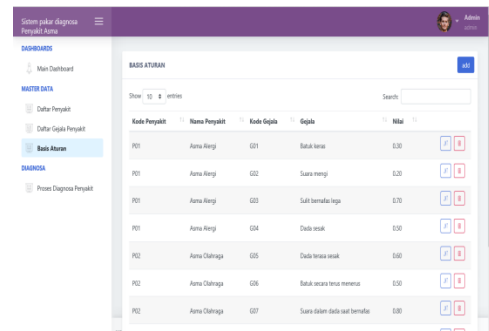 Sistem pakar diagnosa
Penyakit Asma
Admin
admin
DASHBOARDS
Main Dashboard
MASTER DATA
Daftar Penyakit
Daftar Gejala Penyakit
Basis Aturan
DIAGNOSA
Proses Diagnosa Penyakit
BASIS ATURAN
add
Show 10 entries
Search:
Kode Penyakit Nama Penyakit Kode Gejala Gejala Nilai
P01 Asma Alergi G01 Batuk keras 0.30
P01 Asma Alergi G02 Suara mengi 0.20
P01 Asma Alergi G03 Sulit bernafas lega 0.70
P01 Asma Alergi G04 Dada sesak 0.50
P02 Asma Olahraga G05 Dada terasa sesak 0.60
P02 Asma Olahraga G06 Batuk secara terus menerus 0.50
P02 Asma Olahraga G07 Suara dalam dada saat bernafas 0.80